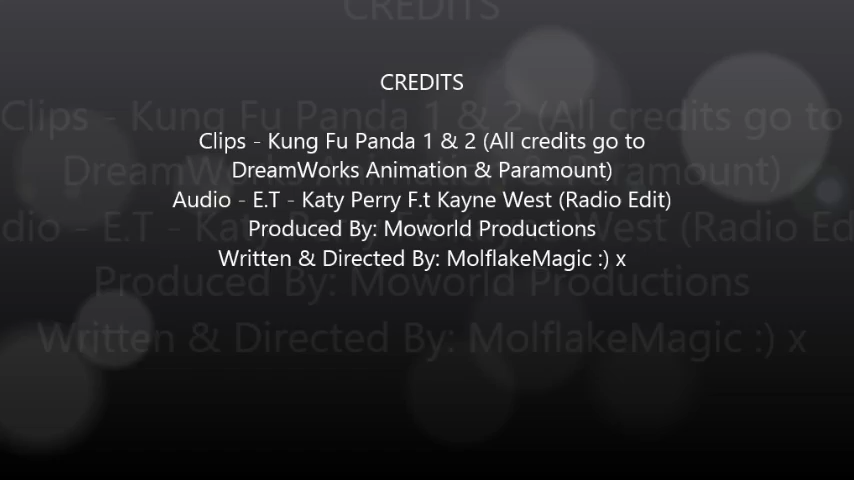 CREDITS
Clips - Kung Fu Panda 1 & 2 (All credits go to
DreamWorks Animation & Paramount)
Audio - E.T - Katy Perry F.t Kayne West (Radio Edit)
Produced By: Moworld Productions
Written & Directed By: MolflakeMagic :) x